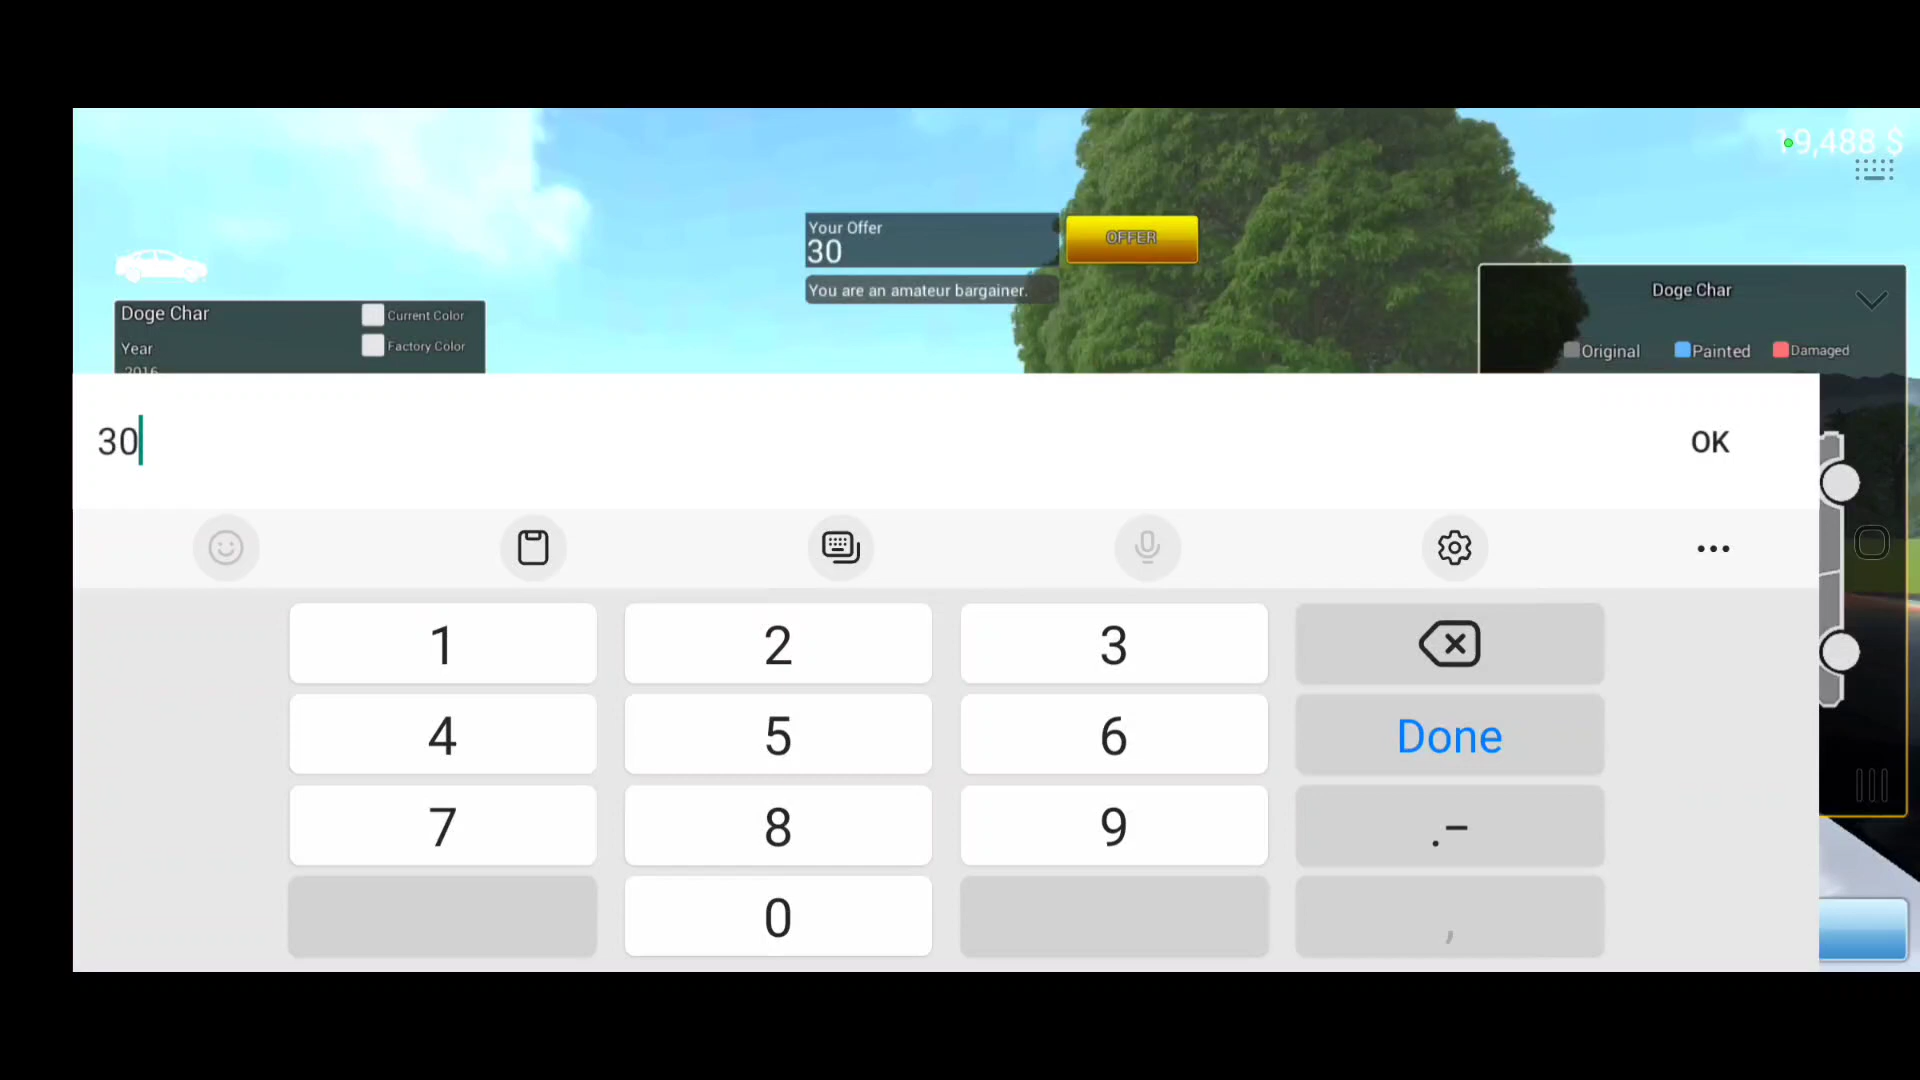 19,488 $
Your Offer
30
OFFER
You are an amateur bargainer.
Doge Char
Current Color
Year
Factory Color
2016
Doge Char
Original
Painted
Damaged
30
OK
1
2
3
4
5
6
Done
7
8
9
.–
0
,